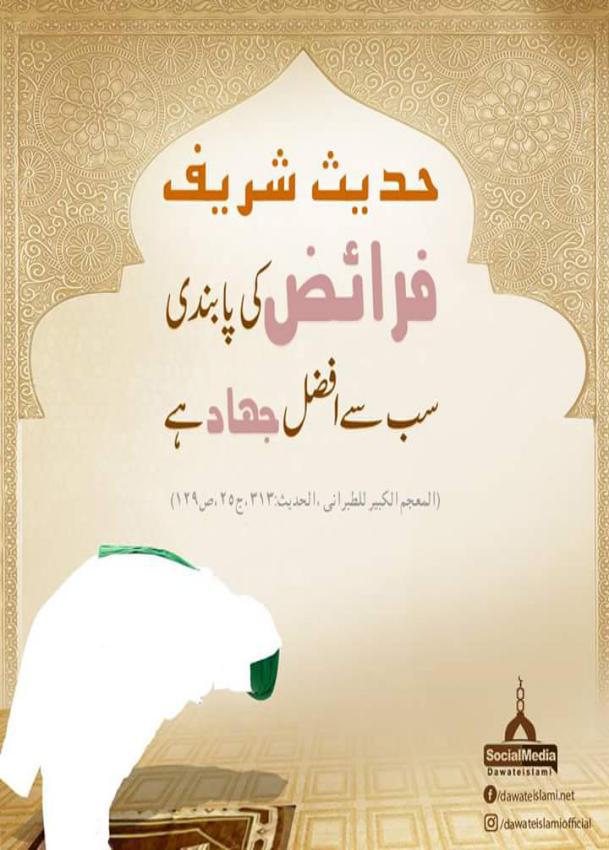 حدیث شریف
فرائض کی پابندی
سب سے افضل جهاد ہے
(المعجم الکبیر للطبرانی ،الحدیث:۳۱۳،ج۲۵،ص۱۲۹)
SocialMedia
Dawateislami
/dawateislami.net
/dawateislamiofficial